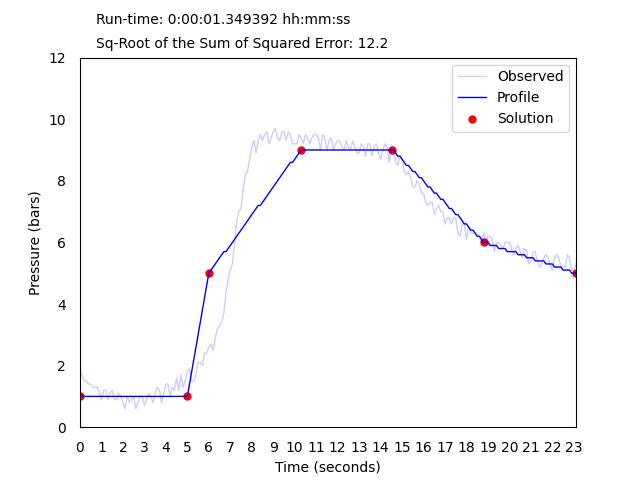 Run-time: 0:00:01.349392 hh:mm:ss
Sq-Root of the Sum of Squared Error: 12.2
Observed
Profile
Solution
12
10
8
6
4
2
0
Pressure (bars)
0 1 2 3 4 5 6 7 8 9 10 11 12 13 14 15 16 17 18 19 20 21 22 23
Time (seconds)